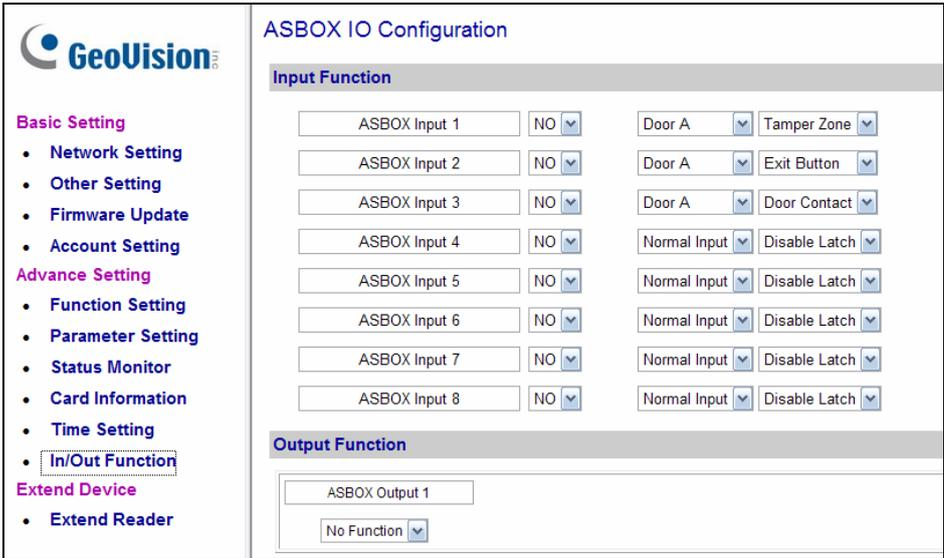 GeoVision inc
Basic Setting
Network Setting
Other Setting
Firmware Update
Account Setting
Advance Setting
Function Setting
Parameter Setting
Status Monitor
Card Information
Time Setting
In/Out Function
Extend Device
Extend Reader
ASBOX IO Configuration
Input Function
ASBOX Input 1 NO Door A Tamper Zone
ASBOX Input 2 NO Door A Exit Button
ASBOX Input 3 NO Door A Door Contact
ASBOX Input 4 NO Normal Input Disable Latch
ASBOX Input 5 NO Normal Input Disable Latch
ASBOX Input 6 NO Normal Input Disable Latch
ASBOX Input 7 NO Normal Input Disable Latch
ASBOX Input 8 NO Normal Input Disable Latch
Output Function
ASBOX Output 1
No Function